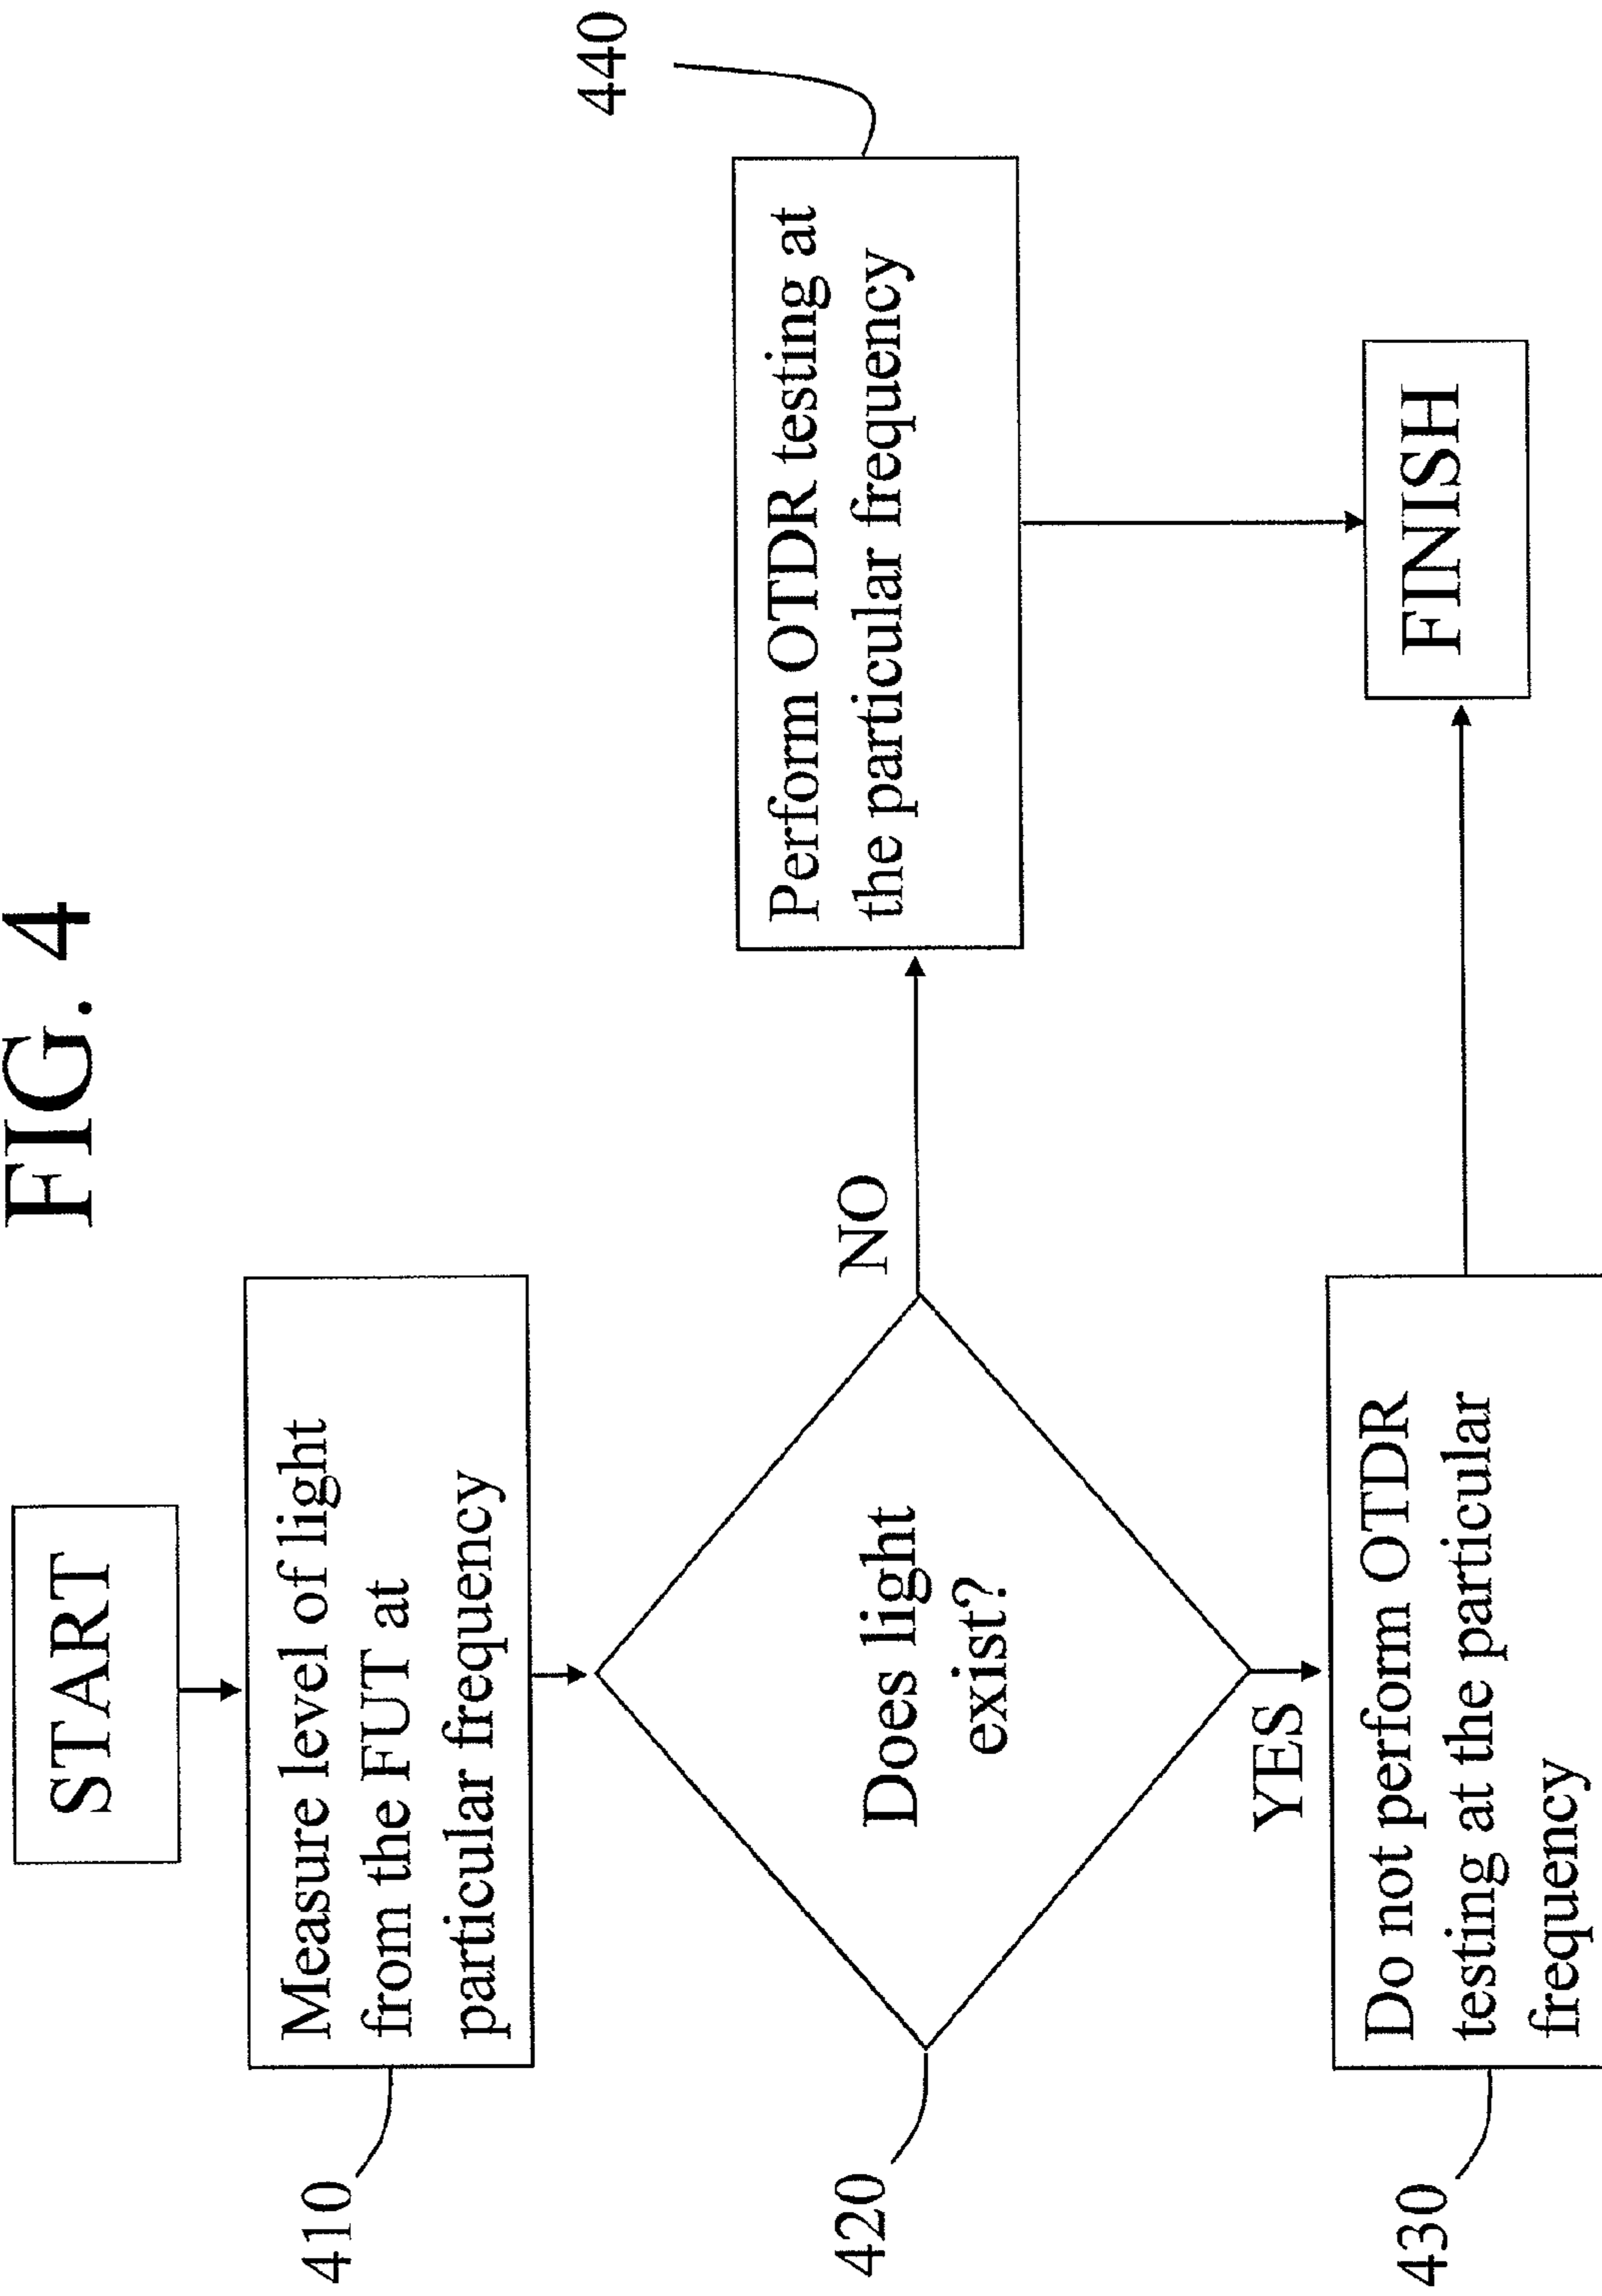 FIG. 4
START
410
Measure level of light
from the FUT at
particular frequency
420
Does light
exist?
NO
440
Perform OTDR testing at
the particular frequency
YES
430
Do not perform OTDR
testing at the particular
frequency
FINISH